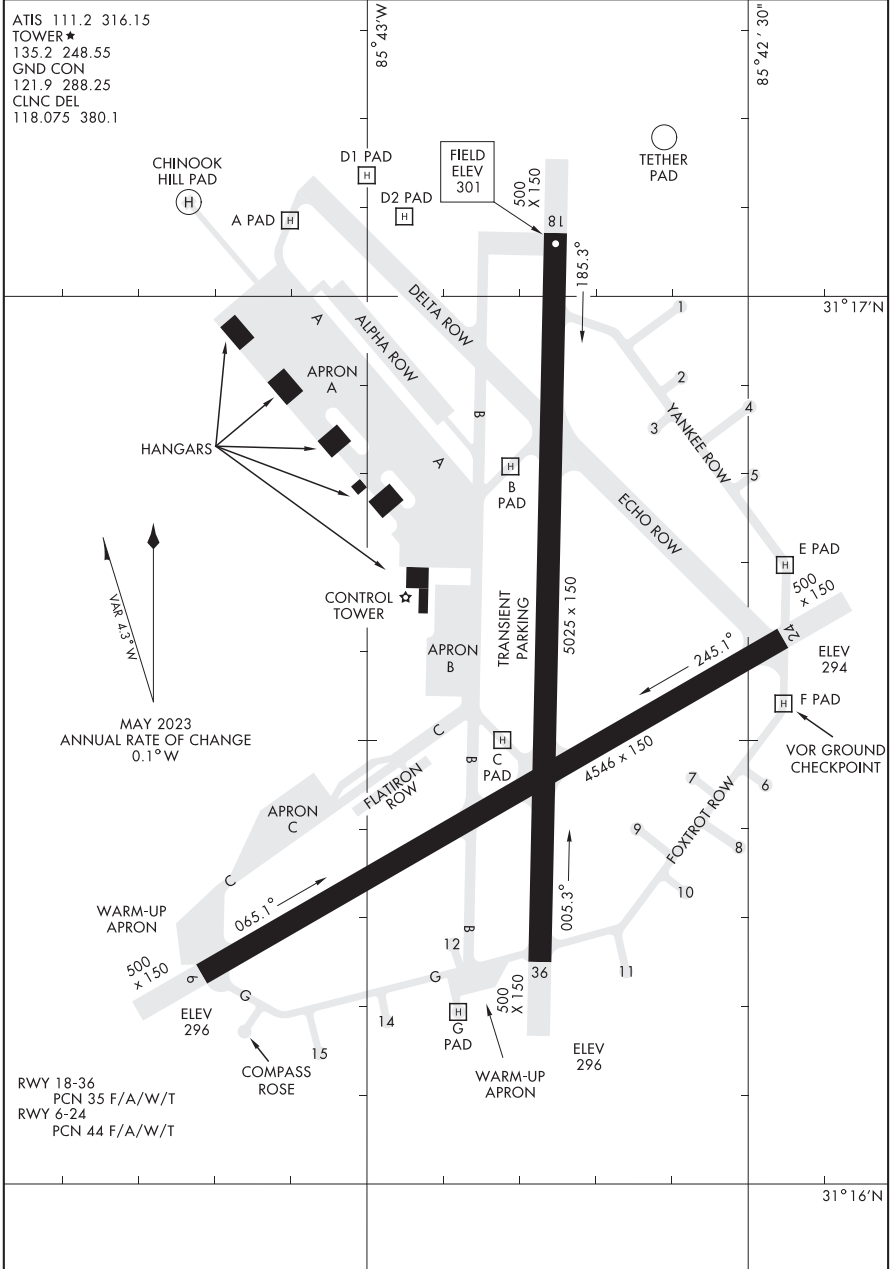 ATIS 111.2 316.15
TOWER★
135.2 248.55
GND CON
121.9 288.25
CLNC DEL
118.075 380.1
85°43'W
85°42'30"
CHINOOK
HILL PAD
H
A PAD
H
D1 PAD
H
D2 PAD
H
FIELD
ELEV
301
500
X 150
18
TETHER
PAD
185.3°
31°17'N
A
ALPHA ROW
DELTA ROW
APRON
A
HANGARS
A
B
H
B
PAD
1
2
3
4
5
YANKEE ROW
ECHO ROW
E PAD
H
500
x 150
24
ELEV
294
245.1°
VAR 4.3° W
CONTROL
TOWER
APRON
B
TRANSIENT
PARKING
5025 x 150
F PAD
H
VOR GROUND
CHECKPOINT
MAY 2023
ANNUAL RATE OF CHANGE
0.1° W
C
B
H
C
PAD
4546 x 150
FLATIRON
ROW
APRON
C
C
6
7
8
9
10
11
FOXTROT ROW
WARM-UP
APRON
065.1°
005.3°
B
12
500
x 150
6
G
G
36
500
X 150
ELEV
296
14
15
H
G
PAD
COMPASS
ROSE
WARM-UP
APRON
ELEV
296
RWY 18-36
PCN 35 F/A/W/T
RWY 6-24
PCN 44 F/A/W/T
31°16'N